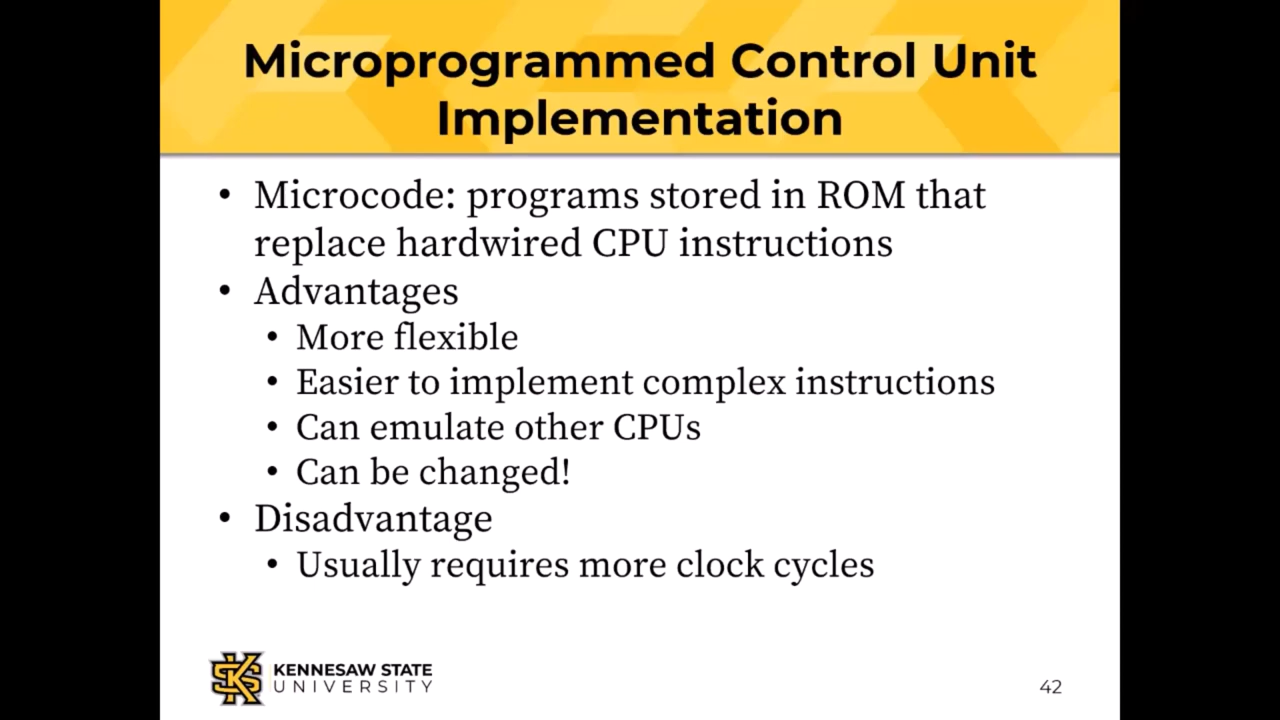 Microprogrammed Control Unit
Implementation
• Microcode: programs stored in ROM that
replace hardwired CPU instructions
• Advantages
• More flexible
• Easier to implement complex instructions
• Can emulate other CPUs
• Can be changed!
• Disadvantage
• Usually requires more clock cycles
KENNESAW STATE
UNIVERSITY
42